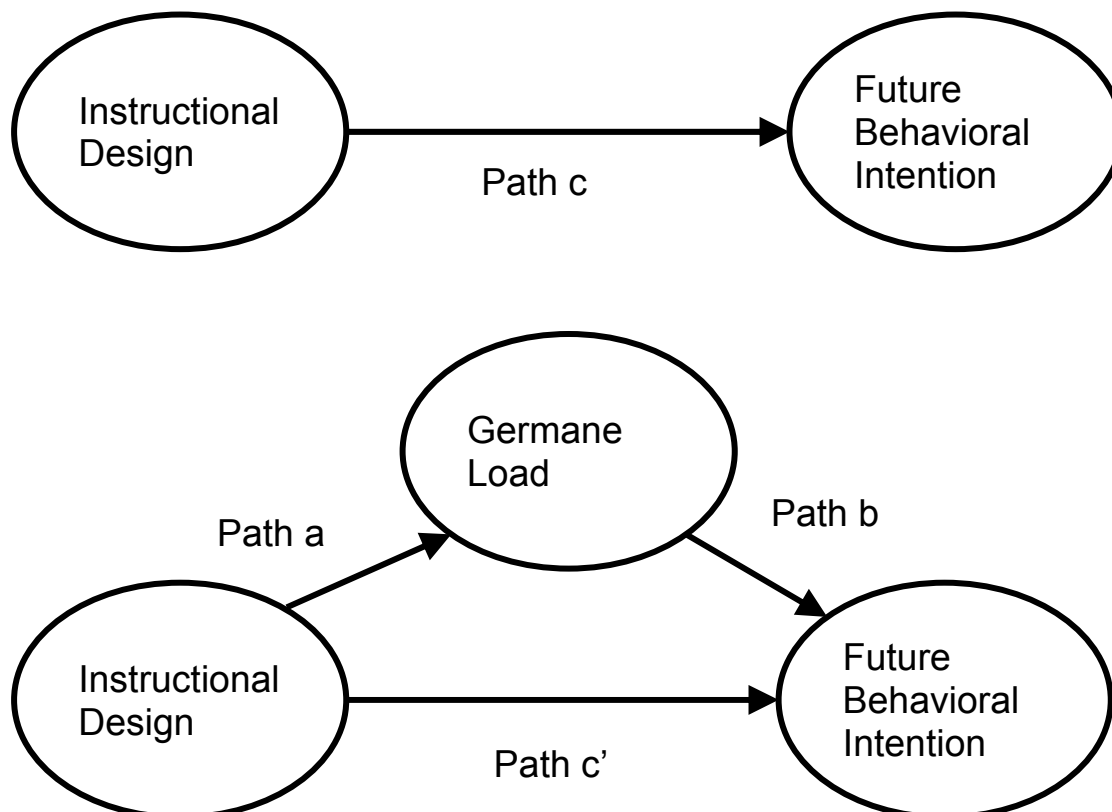 Instructional
Design
Future
Behavioral
Intention
Path c
Germane
Load
Path a
Path b
Instructional
Design
Future
Behavioral
Intention
Path c’